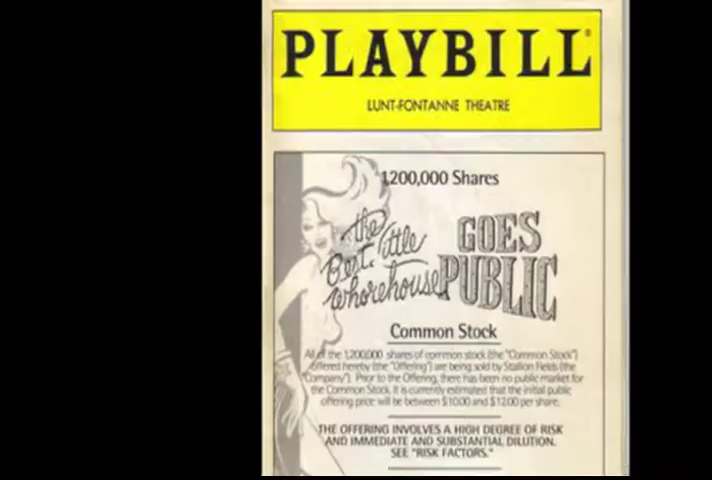 PLAYBILL®
LUNT-FONTANNE THEATRE
1,200,000 Shares
the Best little whorehouse
GOES PUBLIC
Common Stock
All of the 1,200,000 shares of common stock (the "Common Stock")
offered hereby (the "Offering") are being sold by Stallion Fields (the
"Company"). Prior to the Offering, there has been no public market for
the Common Stock. It is currently estimated that the initial public
offering price will be between $10.00 and $12.00 per share.
THE OFFERING INVOLVES A HIGH DEGREE OF RISK
AND IMMEDIATE AND SUBSTANTIAL DILUTION.
SEE "RISK FACTORS."